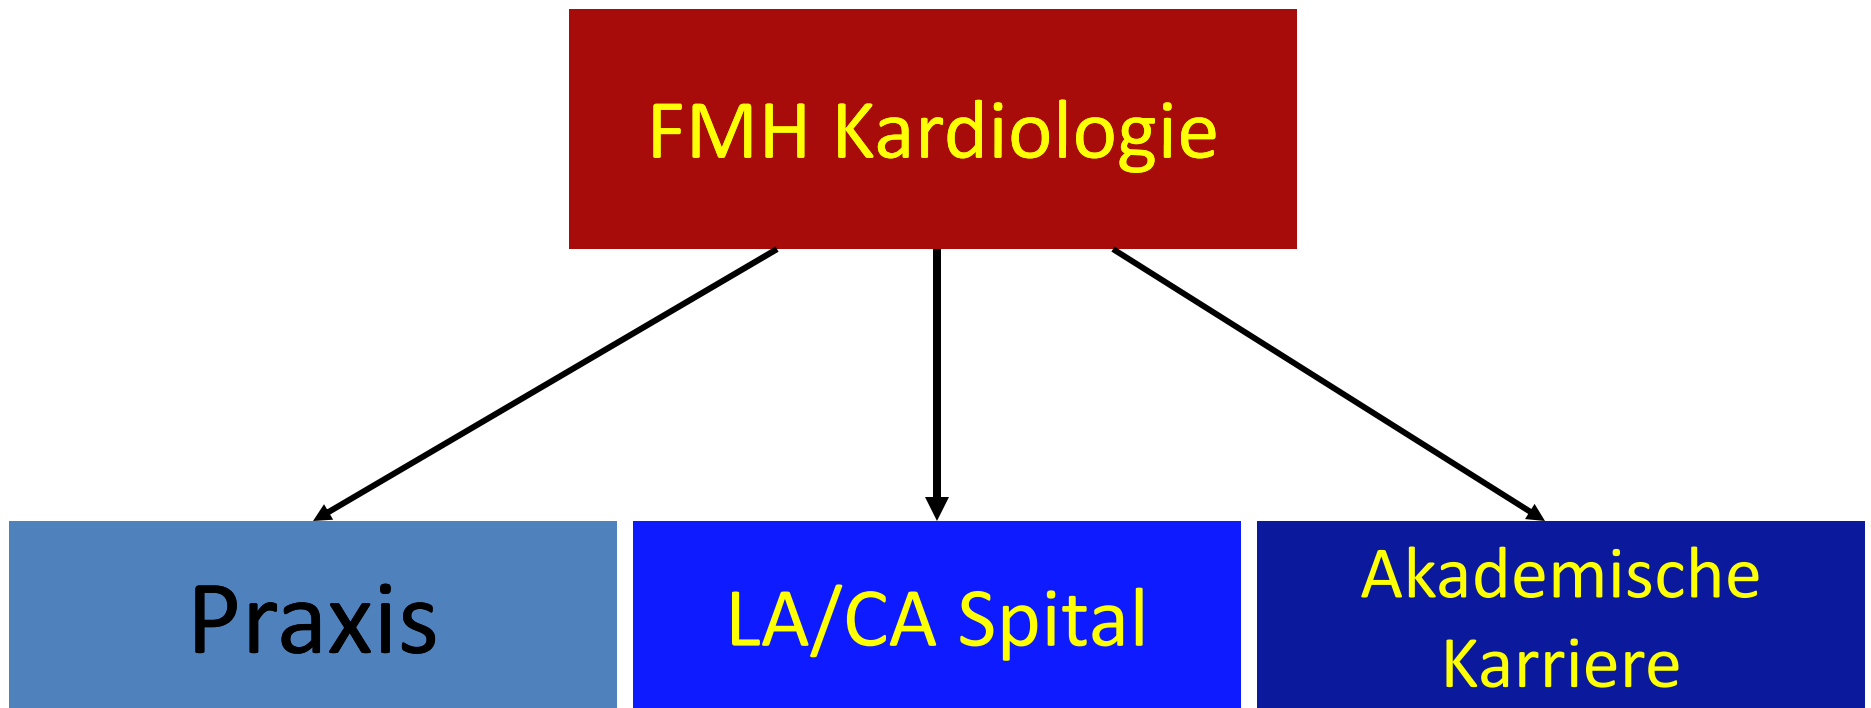 FMH Kardiologie
Praxis
LA/CA Spital
Akademische
Karriere